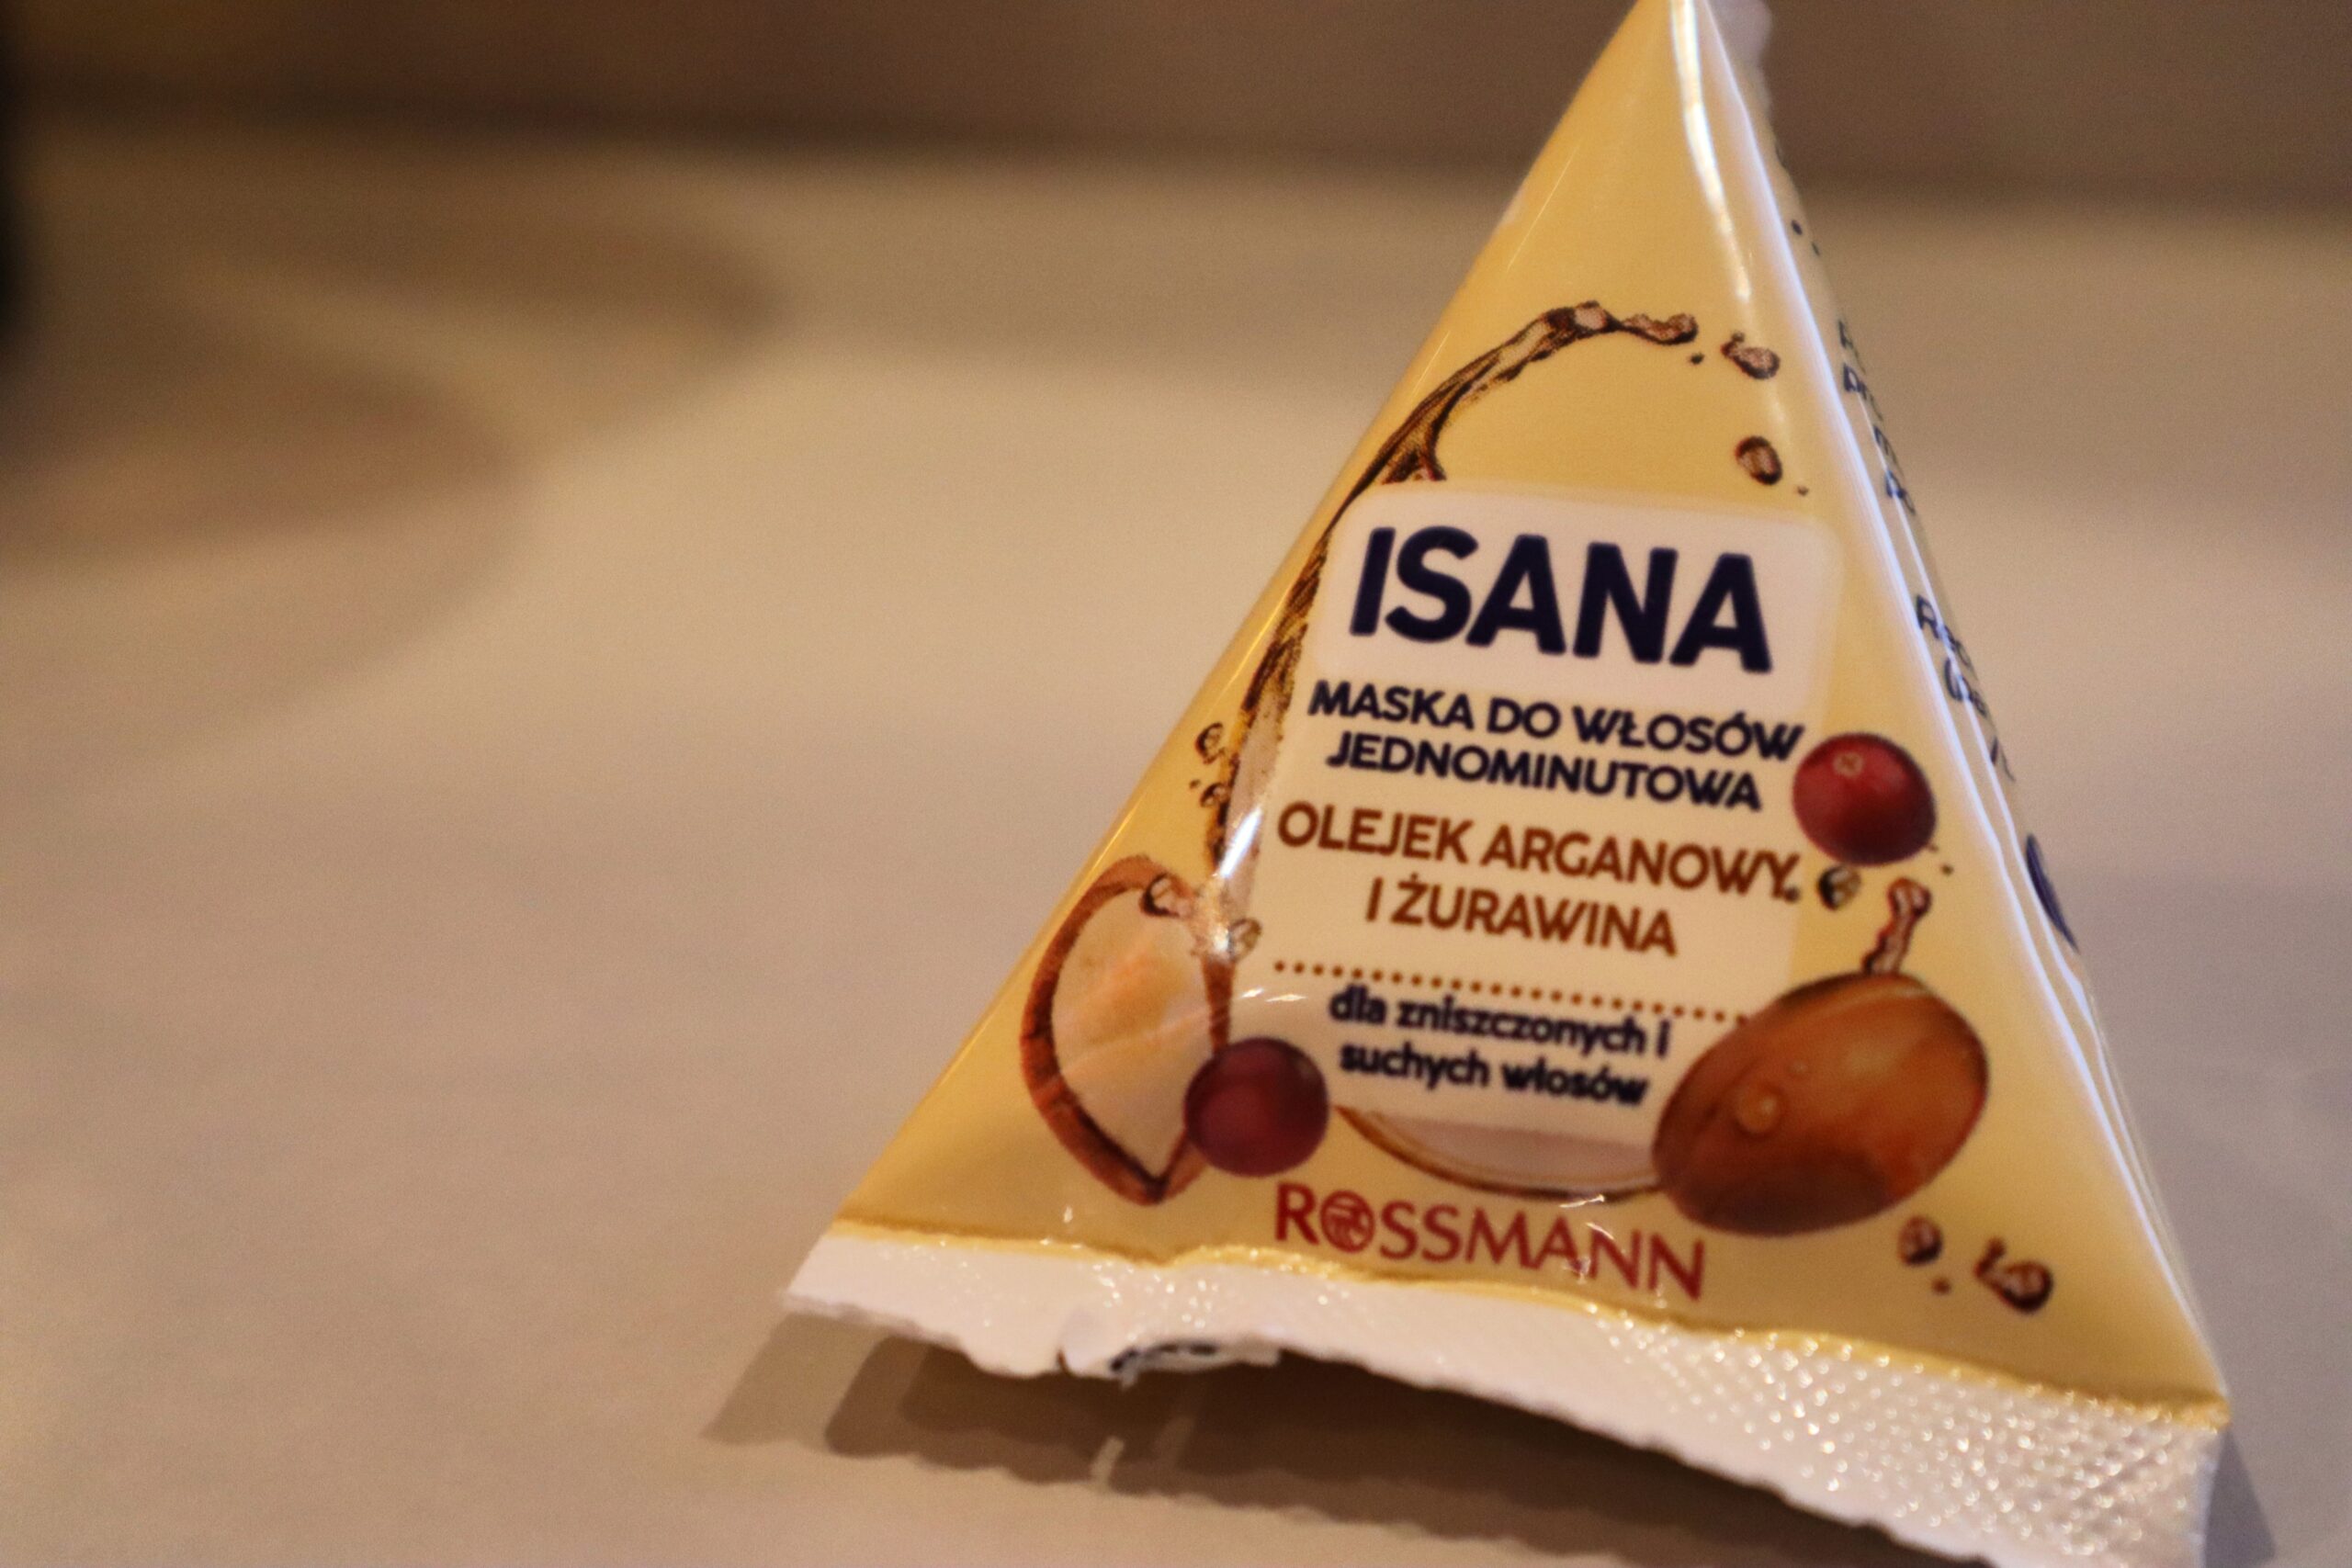 ISANA
MASKA DO WŁOSÓW
JEDNOMINUTOWA
OLEJEK ARGANOWY
I ŻURAWINA
dla zniszczonych i
suchych włosów
ROSSMANN